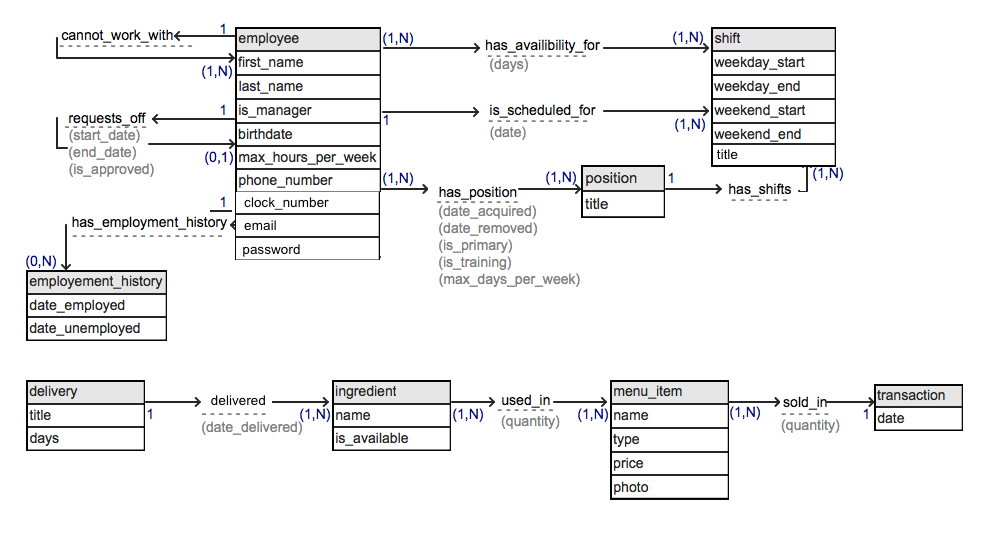 cannot_work_with
1
employee
(1,N)
has_availibility_for
(1,N)
shift
(days)
(1,N)
first_name
weekday_start
last_name
weekday_end
requests_off
1
is_manager
1
is_scheduled_for
(1,N)
weekend_start
(start_date)
(date)
(end_date)
(is_approved)
(0,1)
birthdate
weekend_end
max_hours_per_week
title
phone_number
(1,N)
has_position
(1,N)
position
1
has_shifts
(1,N)
1
clock_number
title
(date_acquired)
has_employment_history
email
(date_removed)
password
(is_primary)
(is_training)
(max_days_per_week)
(0,N)
employement_history
date_employed
date_unemployed
delivery
1
delivered
(1,N)
ingredient
(1,N)
used_in
(1,N)
menu_item
(1,N)
sold_in
1
transaction
title
(date_delivered)
name
(quantity)
name
(quantity)
date
days
is_available
type
price
photo